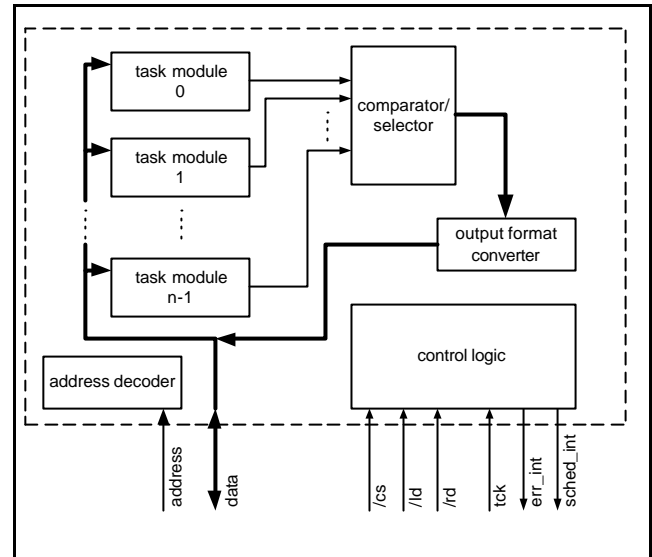 task module
0
task module
1
task module
n-1
comparator/
selector
output format
converter
address decoder
control logic
address
data
/cs
/ld
/rd
tck
err_int
sched_int